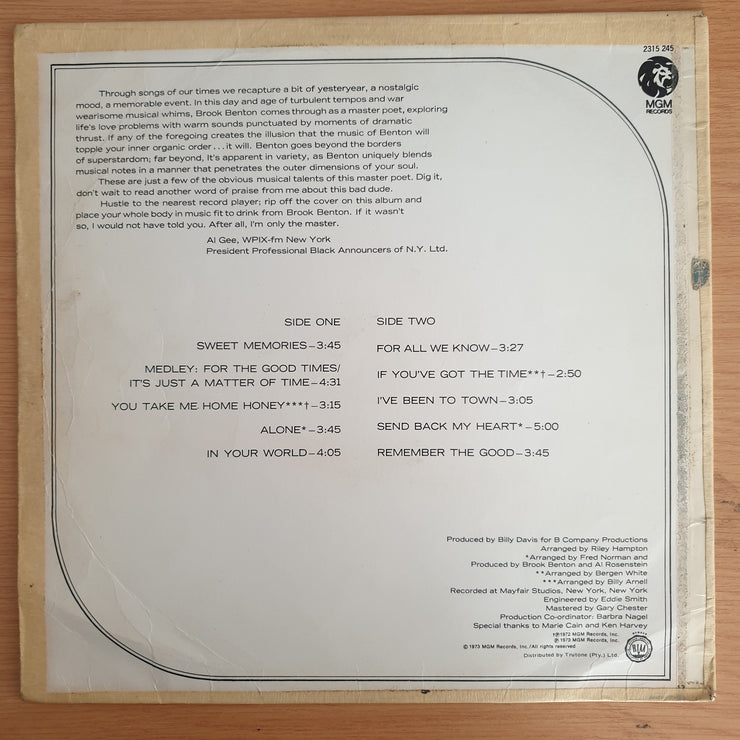 2315 245
MGM
RECORDS
Through songs of our times we recapture a bit of yesteryear, a nostalgic
mood, a memorable event. In this day and age of turbulent tempos and war
wearisome musical whims, Brook Benton comes through as a master poet, exploring
life's love problems with warm sounds punctuated by moments of dramatic
thrust. If any of the foregoing creates the illusion that the music of Benton will
topple your inner organic order...it will. Benton goes beyond the borders
of superstardom; far beyond, It's apparent in variety, as Benton uniquely blends
musical notes in a manner that penetrates the outer dimensions of your soul.
These are just a few of the obvious musical talents of this master poet. Dig it,
don't wait to read another word of praise from me about this bad dude.
Hustle to the nearest record player; rip off the cover on this album and
place your whole body in music fit to drink from Brook Benton. If it wasn't
so, I would not have told you. After all, I'm only the master.
Al Gee, WPIX-fm New York
President Professional Black Announcers of N.Y. Ltd.
SIDE ONE
SWEET MEMORIES–3:45
MEDLEY: FOR THE GOOD TIMES/
IT'S JUST A MATTER OF TIME–4:31
YOU TAKE ME HOME HONEY***†–3:15
ALONE*–3:45
IN YOUR WORLD–4:05
SIDE TWO
FOR ALL WE KNOW–3:27
IF YOU'VE GOT THE TIME**†–2:50
I'VE BEEN TO TOWN–3:05
SEND BACK MY HEART*–5:00
REMEMBER THE GOOD–3:45
Produced by Billy Davis for B Company Productions
Arranged by Riley Hampton
*Arranged by Fred Norman and
Produced by Brook Benton and Al Rosenstein
**Arranged by Bergen White
***Arranged by Billy Arnell
Recorded at Mayfair Studios, New York, New York
Engineered by Eddie Smith
Mastered by Gary Chester
Production Co-ordinator: Barbra Nagel
Special thanks to Marie Cain and Ken Harvey
†℗1972 MGM Records, Inc.
℗ 1973 MGM Records, Inc.
© 1973 MGM Records, Inc./All rights reserved
Distributed by Trutone (Pty.) Ltd.